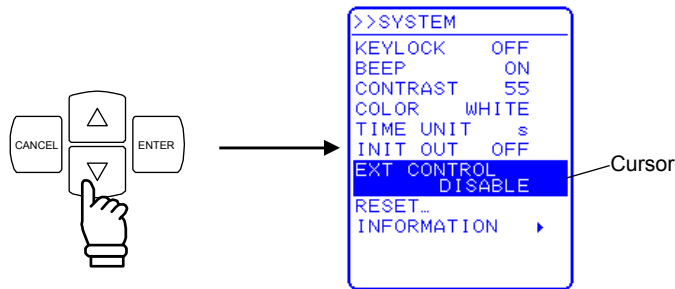 CANCEL
ENTER
>>SYSTEM
KEYLOCK OFF
BEEP ON
CONTRAST 55
COLOR WHITE
TIME UNIT s
INIT OUT OFF
EXT CONTROL
DISABLE
RESET…
INFORMATION
Cursor